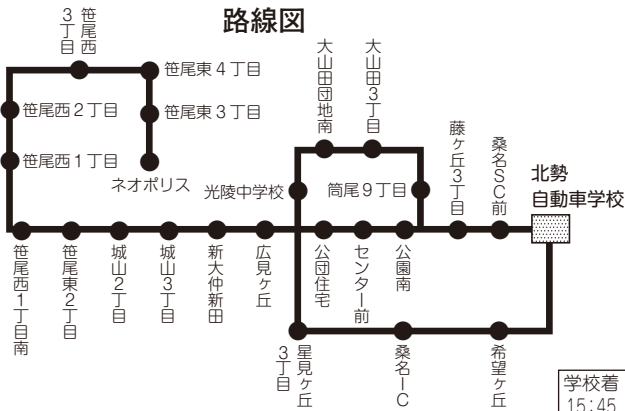 路線図
笹尾西
3丁目
笹尾東4丁目
笹尾西2丁目
笹尾東3丁目
笹尾西1丁目
ネオポリス
大山田団地南
大山田3丁目
光陵中学校
筒尾9丁目
藤ヶ丘3丁目
桑名SC前
北勢
自動車学校
笹尾西1丁目南
笹尾東2丁目
城山2丁目
城山3丁目
新大仲新田
広見ヶ丘
公団住宅
センター前
公園南
星見ヶ丘
3丁目
桑名IC
希望ヶ丘
学校着
15:45